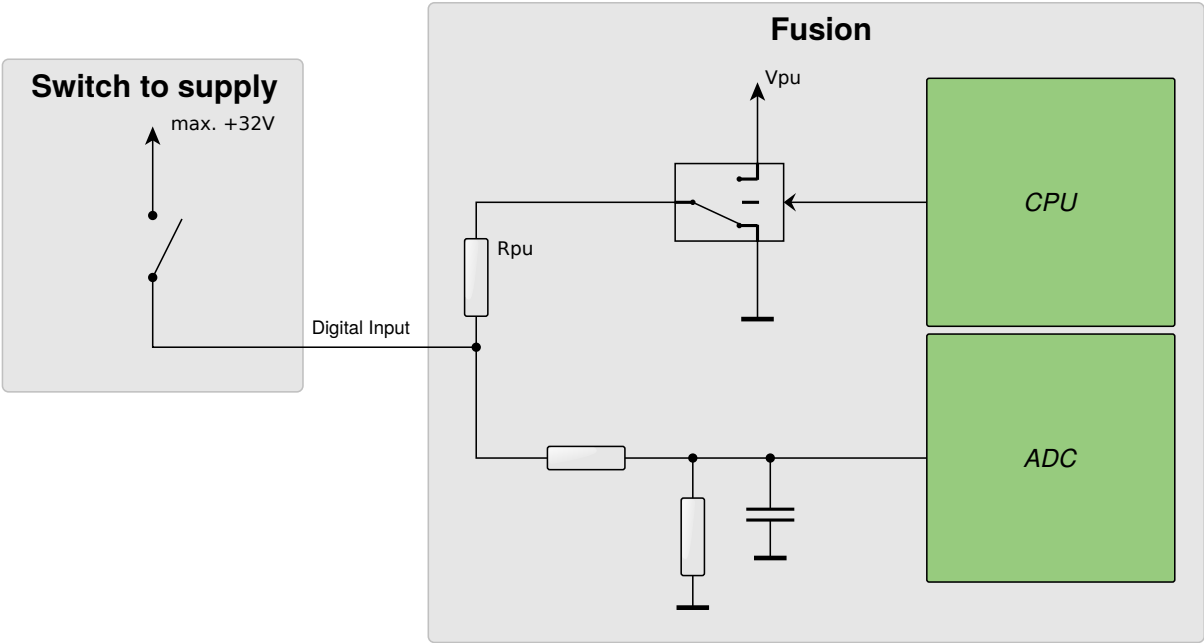 Fusion
Switch to supply
max. +32V
Vpu
CPU
Rpu
Digital Input
ADC